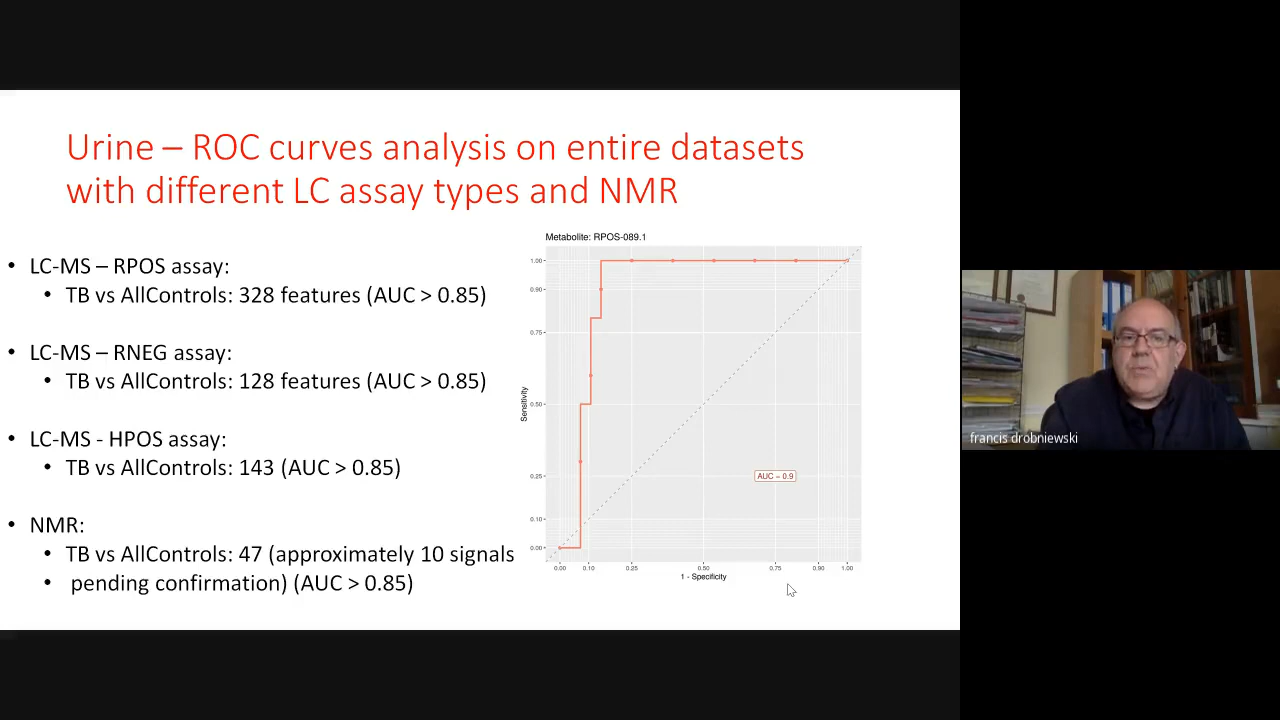 Urine – ROC curves analysis on entire datasets
with different LC assay types and NMR
• LC-MS – RPOS assay:
• TB vs AllControls: 328 features (AUC > 0.85)
• LC-MS – RNEG assay:
• TB vs AllControls: 128 features (AUC > 0.85)
• LC-MS - HPOS assay:
• TB vs AllControls: 143 (AUC > 0.85)
• NMR:
• TB vs AllControls: 47 (approximately 10 signals
• pending confirmation) (AUC > 0.85)
Metabolite: RPOS-089.1
1.00
0.90
0.75
0.50
0.25
0.10
0.00
Sensitivity
AUC = 0.9
0.00 0.10 0.25 0.50 0.75 0.90 1.00
1 - Specificity
francis drobniewski